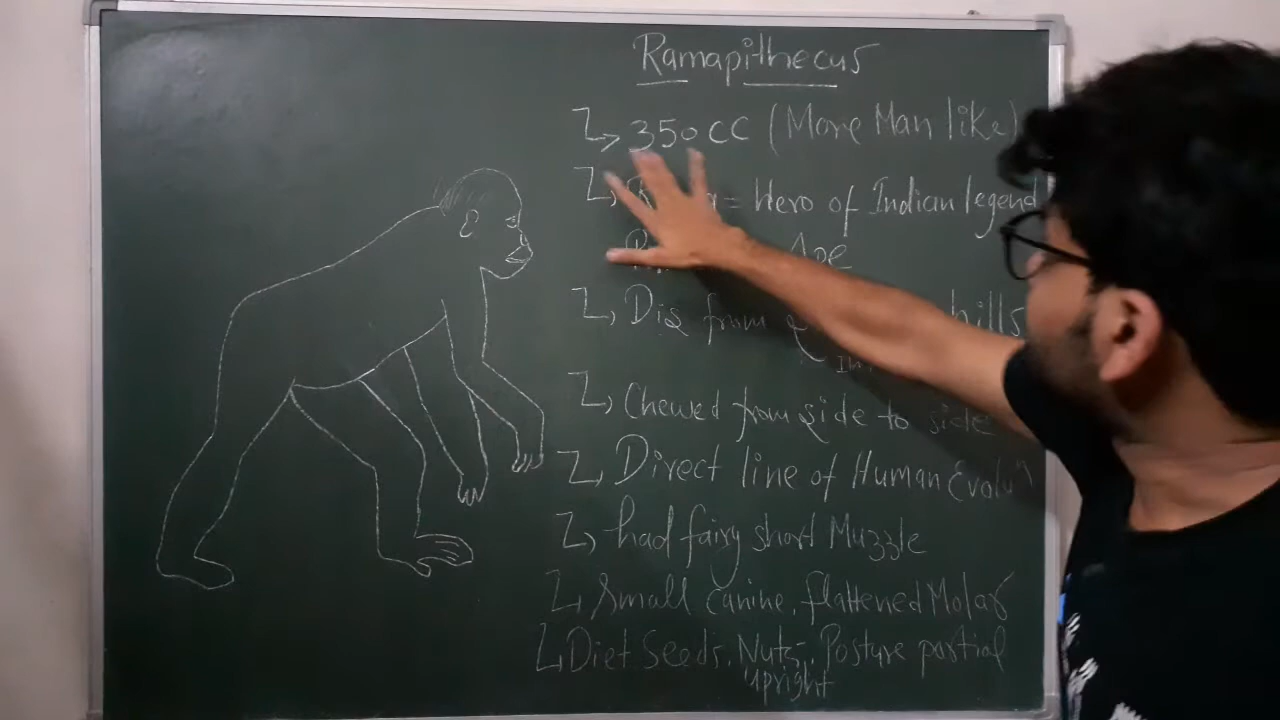 Ramapithecus
350 CC (More Man like)
= Hero of Indian legend
Ape
Dis from hills
Chewed from side to side
Direct line of Human Evolu
had fairy short Muzzle
Small Canine, flattened Molar
Diet Seeds, Nuts, Posture partial
upright